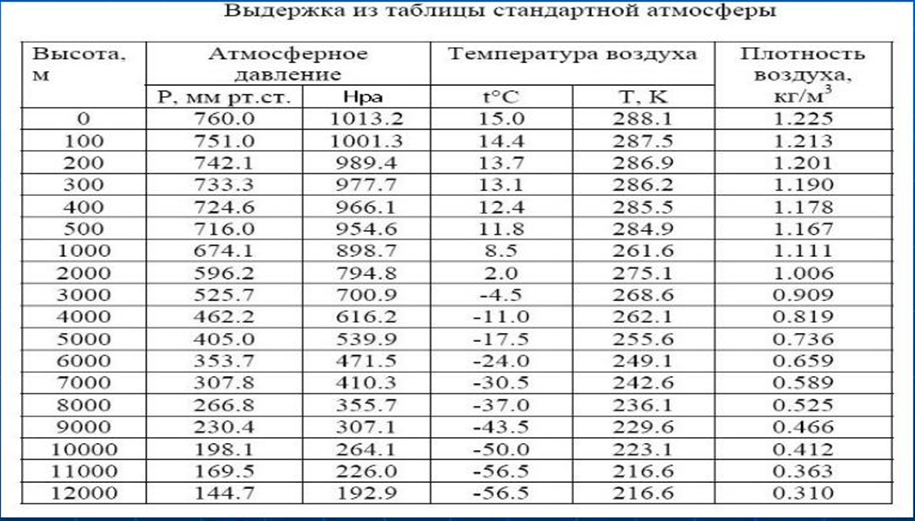 Выдержка из таблицы стандартной атмосферы
Высота, м Атмосферное давление Температура воздуха Плотность воздуха, кг/м³
Р, мм рт.ст. Hpa t°C T, K
0 760.0 1013.2 15.0 288.1 1.225
100 751.0 1001.3 14.4 287.5 1.213
200 742.1 989.4 13.7 286.9 1.201
300 733.3 977.7 13.1 286.2 1.190
400 724.6 966.1 12.4 285.5 1.178
500 716.0 954.6 11.8 284.9 1.167
1000 674.1 898.7 8.5 261.6 1.111
2000 596.2 794.8 2.0 275.1 1.006
3000 525.7 700.9 -4.5 268.6 0.909
4000 462.2 616.2 -11.0 262.1 0.819
5000 405.0 539.9 -17.5 255.6 0.736
6000 353.7 471.5 -24.0 249.1 0.659
7000 307.8 410.3 -30.5 242.6 0.589
8000 266.8 355.7 -37.0 236.1 0.525
9000 230.4 307.1 -43.5 229.6 0.466
10000 198.1 264.1 -50.0 223.1 0.412
11000 169.5 226.0 -56.5 216.6 0.363
12000 144.7 192.9 -56.5 216.6 0.310